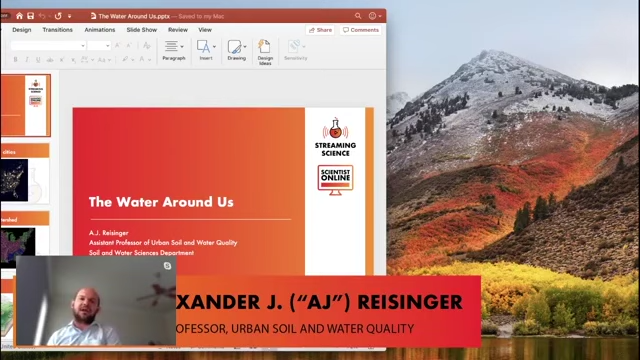 The Water Around Us.pptx — Saved to my Mac
Design Transitions Animations Slide Show Review View
Share Comments
Paragraph Insert Drawing Design Ideas Sensitivity
STREAMING SCIENCE
SCIENTIST ONLINE
cities
The Water Around Us
A.J. Reisinger
Assistant Professor of Urban Soil and Water Quality
Soil and Water Sciences Department
XANDER J. (“AJ”) REISINGER
OFESSOR, URBAN SOIL AND WATER QUALITY